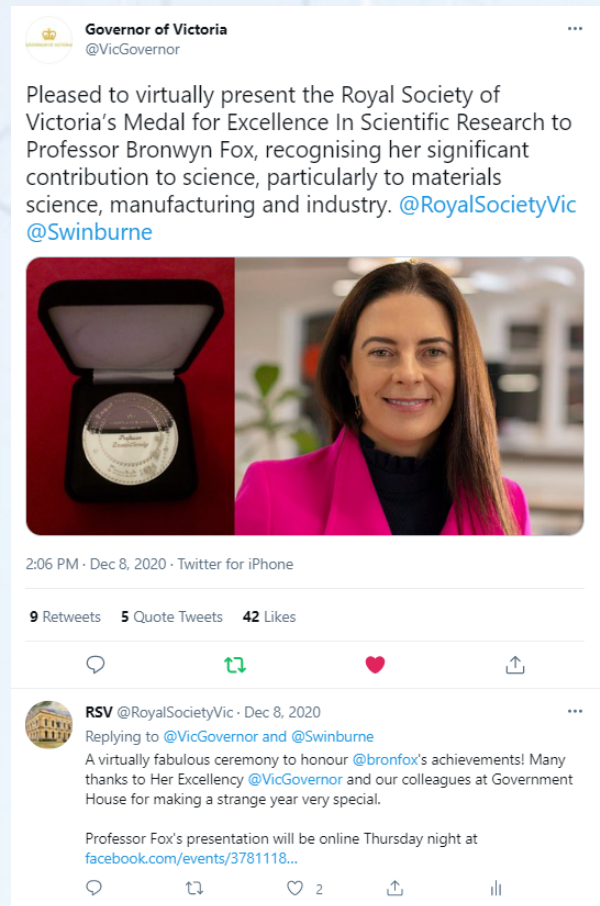 Governor of Victoria
@VicGovernor
Pleased to virtually present the Royal Society of
Victoria's Medal for Excellence In Scientific Research to
Professor Bronwyn Fox, recognising her significant
contribution to science, particularly to materials
science, manufacturing and industry. @RoyalSocietyVic
@Swinburne
2:06 PM · Dec 8, 2020 · Twitter for iPhone
9 Retweets 5 Quote Tweets 42 Likes
RSV @RoyalSocietyVic · Dec 8, 2020
Replying to @VicGovernor and @Swinburne
A virtually fabulous ceremony to honour @bronfox's achievements! Many
thanks to Her Excellency @VicGovernor and our colleagues at Government
House for making a strange year very special.
Professor Fox's presentation will be online Thursday night at
facebook.com/events/3781118...
2